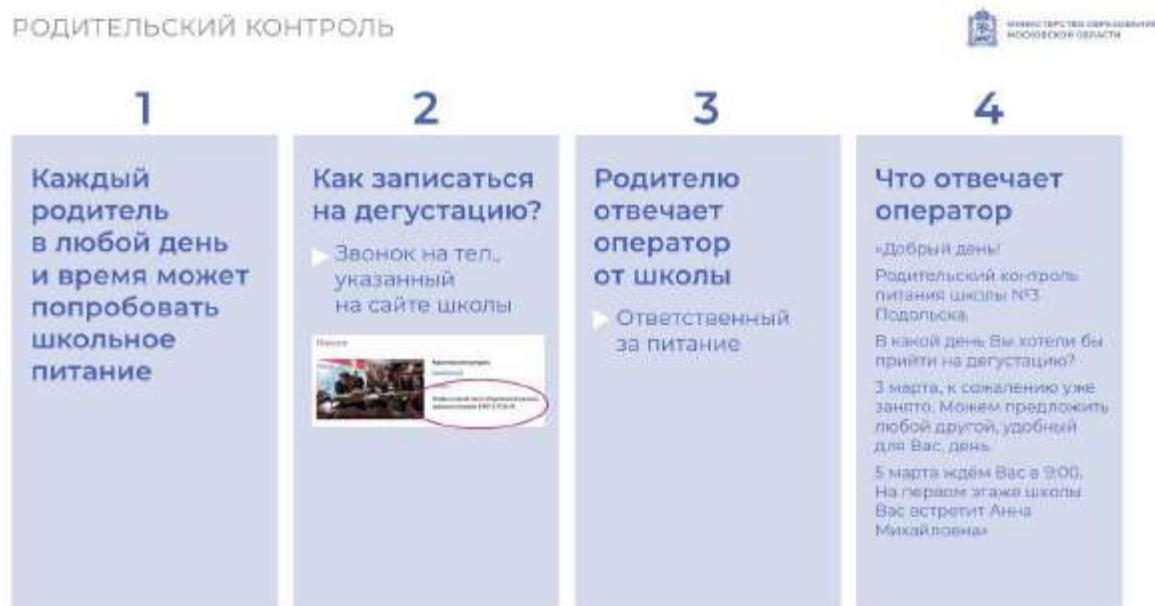 РОДИТЕЛЬСКИЙ КОНТРОЛЬ
МИНИСТЕРСТВО ОБРАЗОВАНИЯ
МОСКОВСКОЙ ОБЛАСТИ
1
Каждый
родитель
в любой день
и время может
попробовать
школьное
питание
2
Как записаться
на дегустацию?
Звонок на тел.,
указанный
на сайте школы
3
Родителю
отвечает
оператор
от школы
Ответственный
за питание
4
Что отвечает
оператор
«Добрый день!
Родительский контроль
питания школы №3
Подольска.
В какой день Вы хотели бы
прийти на дегустацию?
3 марта, к сожалению уже
занято. Можем предложить
любой другой, удобный
для Вас, день.
5 марта ждём Вас в 9:00.
На первом этаже школы
Вас встретит Анна
Михайловна»